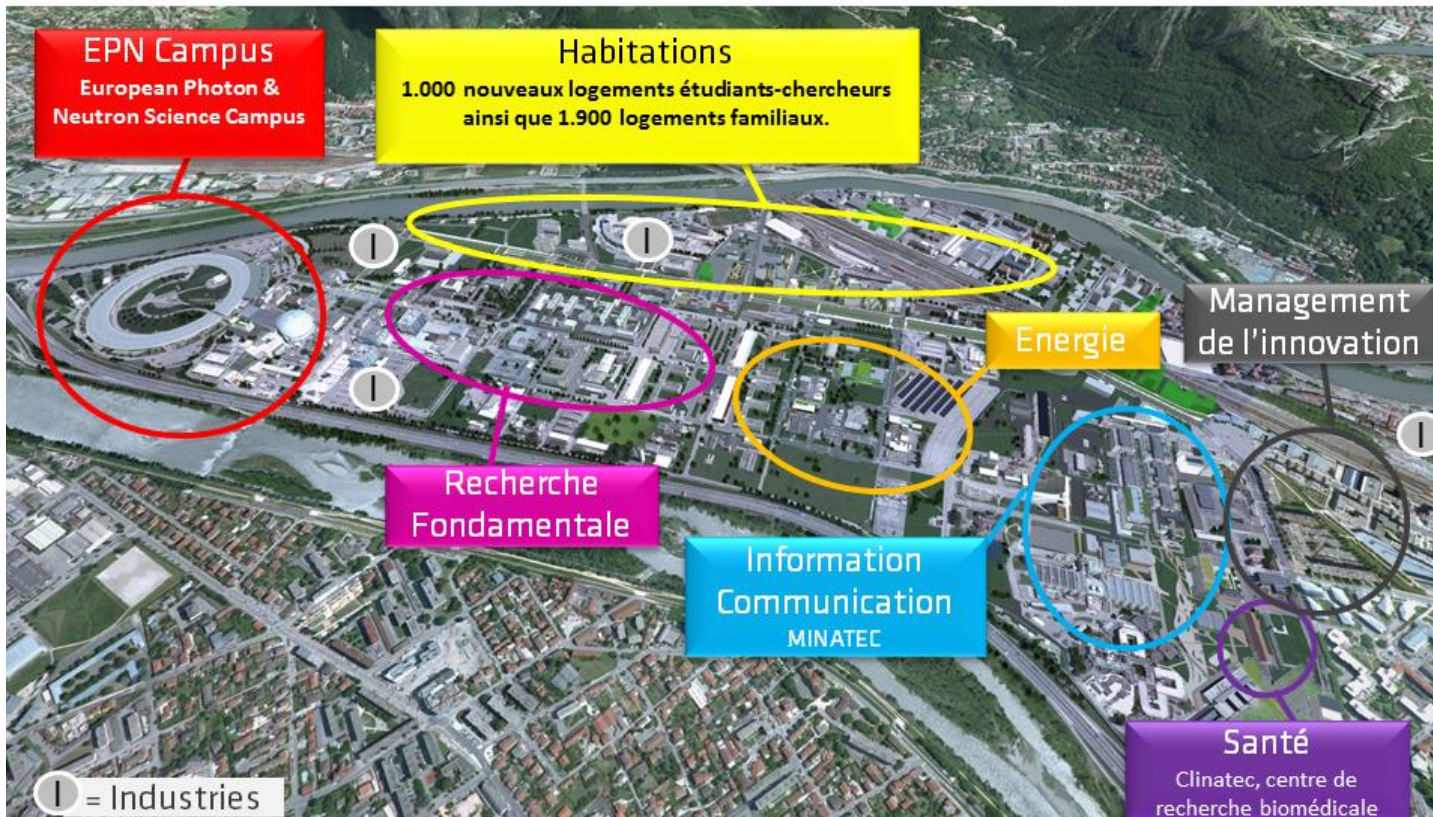 EPN Campus
European Photon &
Neutron Science Campus
Habitations
1.000 nouveaux logements étudiants-chercheurs
ainsi que 1.900 logements familiaux.
I
I
I
Energie
Management
de l'innovation
I
Recherche
Fondamentale
Information
Communication
MINATEC
Santé
Clinatec, centre de
recherche biomédicale
I = Industries